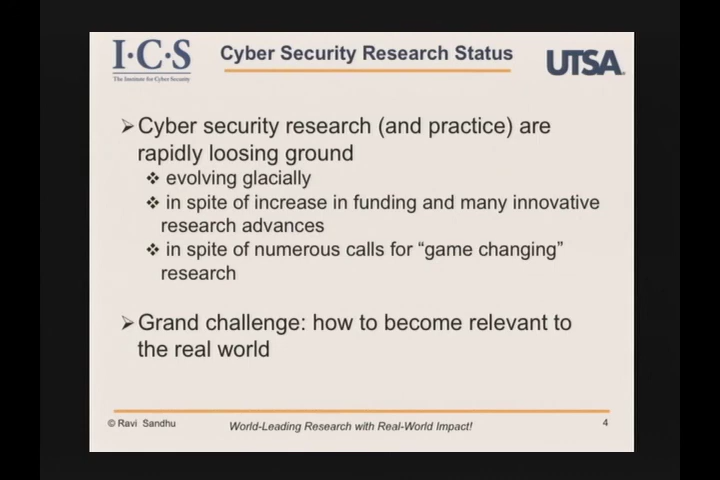 I·C·S
The Institute for Cyber Security
Cyber Security Research Status
UTSA
Cyber security research (and practice) are
rapidly loosing ground
evolving glacially
in spite of increase in funding and many innovative
research advances
in spite of numerous calls for “game changing”
research
Grand challenge: how to become relevant to
the real world
© Ravi Sandhu
World-Leading Research with Real-World Impact!
4